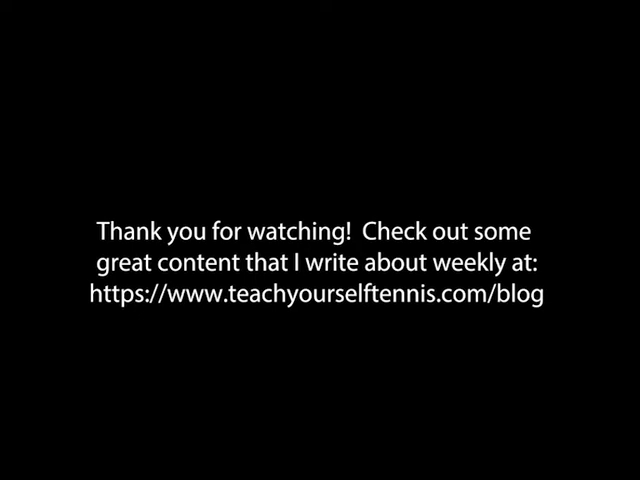 Thank you for watching!  Check out some
great content that I write about weekly at:
https://www.teachyourselftennis.com/blog